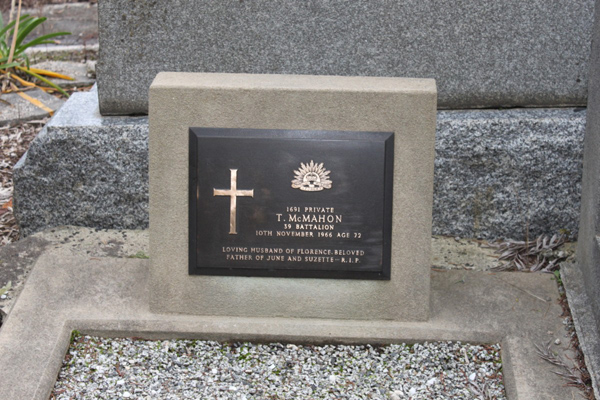 1691 PRIVATE
T. McMAHON
39 BATTALION
10TH NOVEMBER 1966 AGE 72
LOVING HUSBAND OF FLORENCE. BELOVED
FATHER OF JUNE AND SUZETTE - R.I.P.